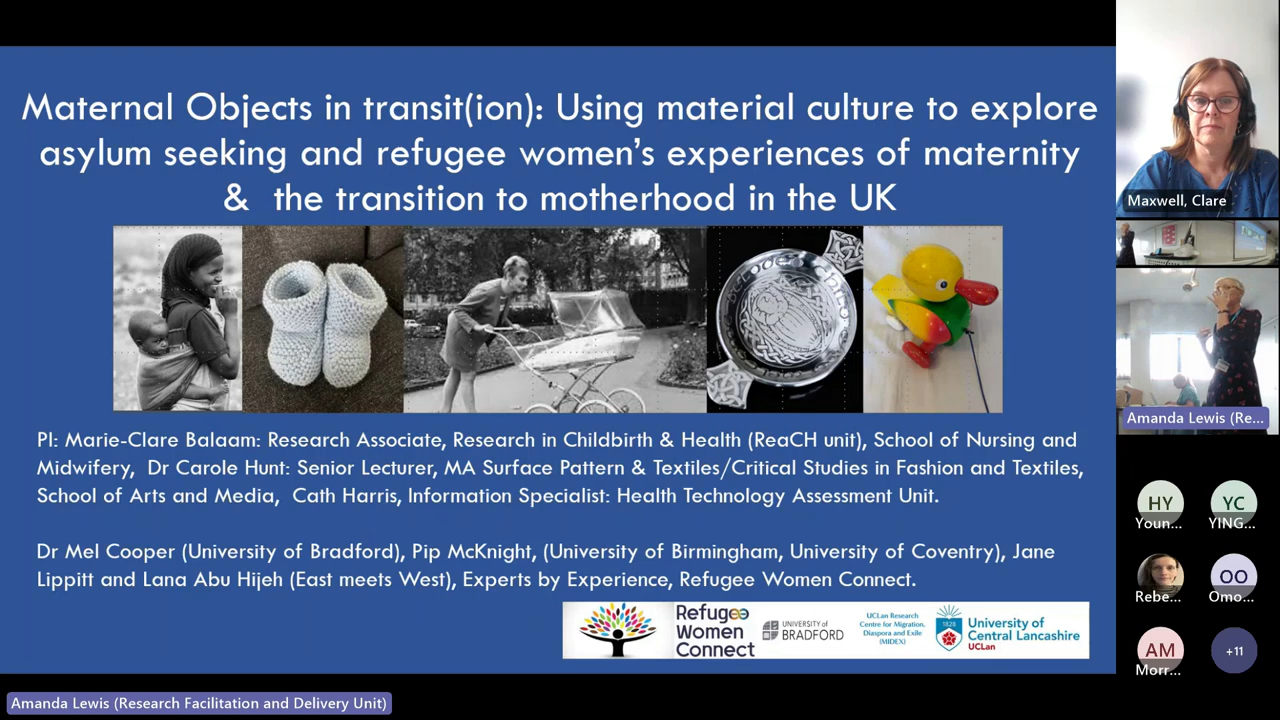 Maternal Objects in transit(ion): Using material culture to explore
asylum seeking and refugee women's experiences of maternity
& the transition to motherhood in the UK
PI: Marie-Clare Balaam: Research Associate, Research in Childbirth & Health (ReaCH unit), School of Nursing and
Midwifery, Dr Carole Hunt: Senior Lecturer, MA Surface Pattern & Textiles/Critical Studies in Fashion and Textiles,
School of Arts and Media, Cath Harris, Information Specialist: Health Technology Assessment Unit.
Dr Mel Cooper (University of Bradford), Pip McKnight, (University of Birmingham, University of Coventry), Jane
Lippitt and Lana Abu Hijeh (East meets West), Experts by Experience, Refugee Women Connect.
Refugee
Women
Connect
UNIVERSITY of
BRADFORD
UCLan Research
Centre for Migration,
Diaspora and Exile
(MIDEX)
1828
University of
Central Lancashire
UCLan
Maxwell, Clare
Amanda Lewis (Re...
HY
Youn...
YC
YING...
Rebe...
OO
Omo...
AM
Morr...
+11
Amanda Lewis (Research Facilitation and Delivery Unit)